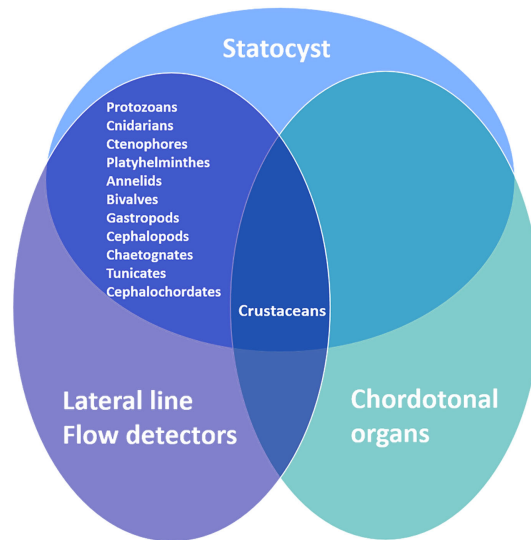 Statocyst
Protozoans
Cnidarians
Ctenophores
Platyhelminthes
Annelids
Bivalves
Gastropods
Cephalopods
Chaetognates
Tunicates
Cephalochordates
Crustaceans
Lateral line
Flow detectors
Chordotonal
organs